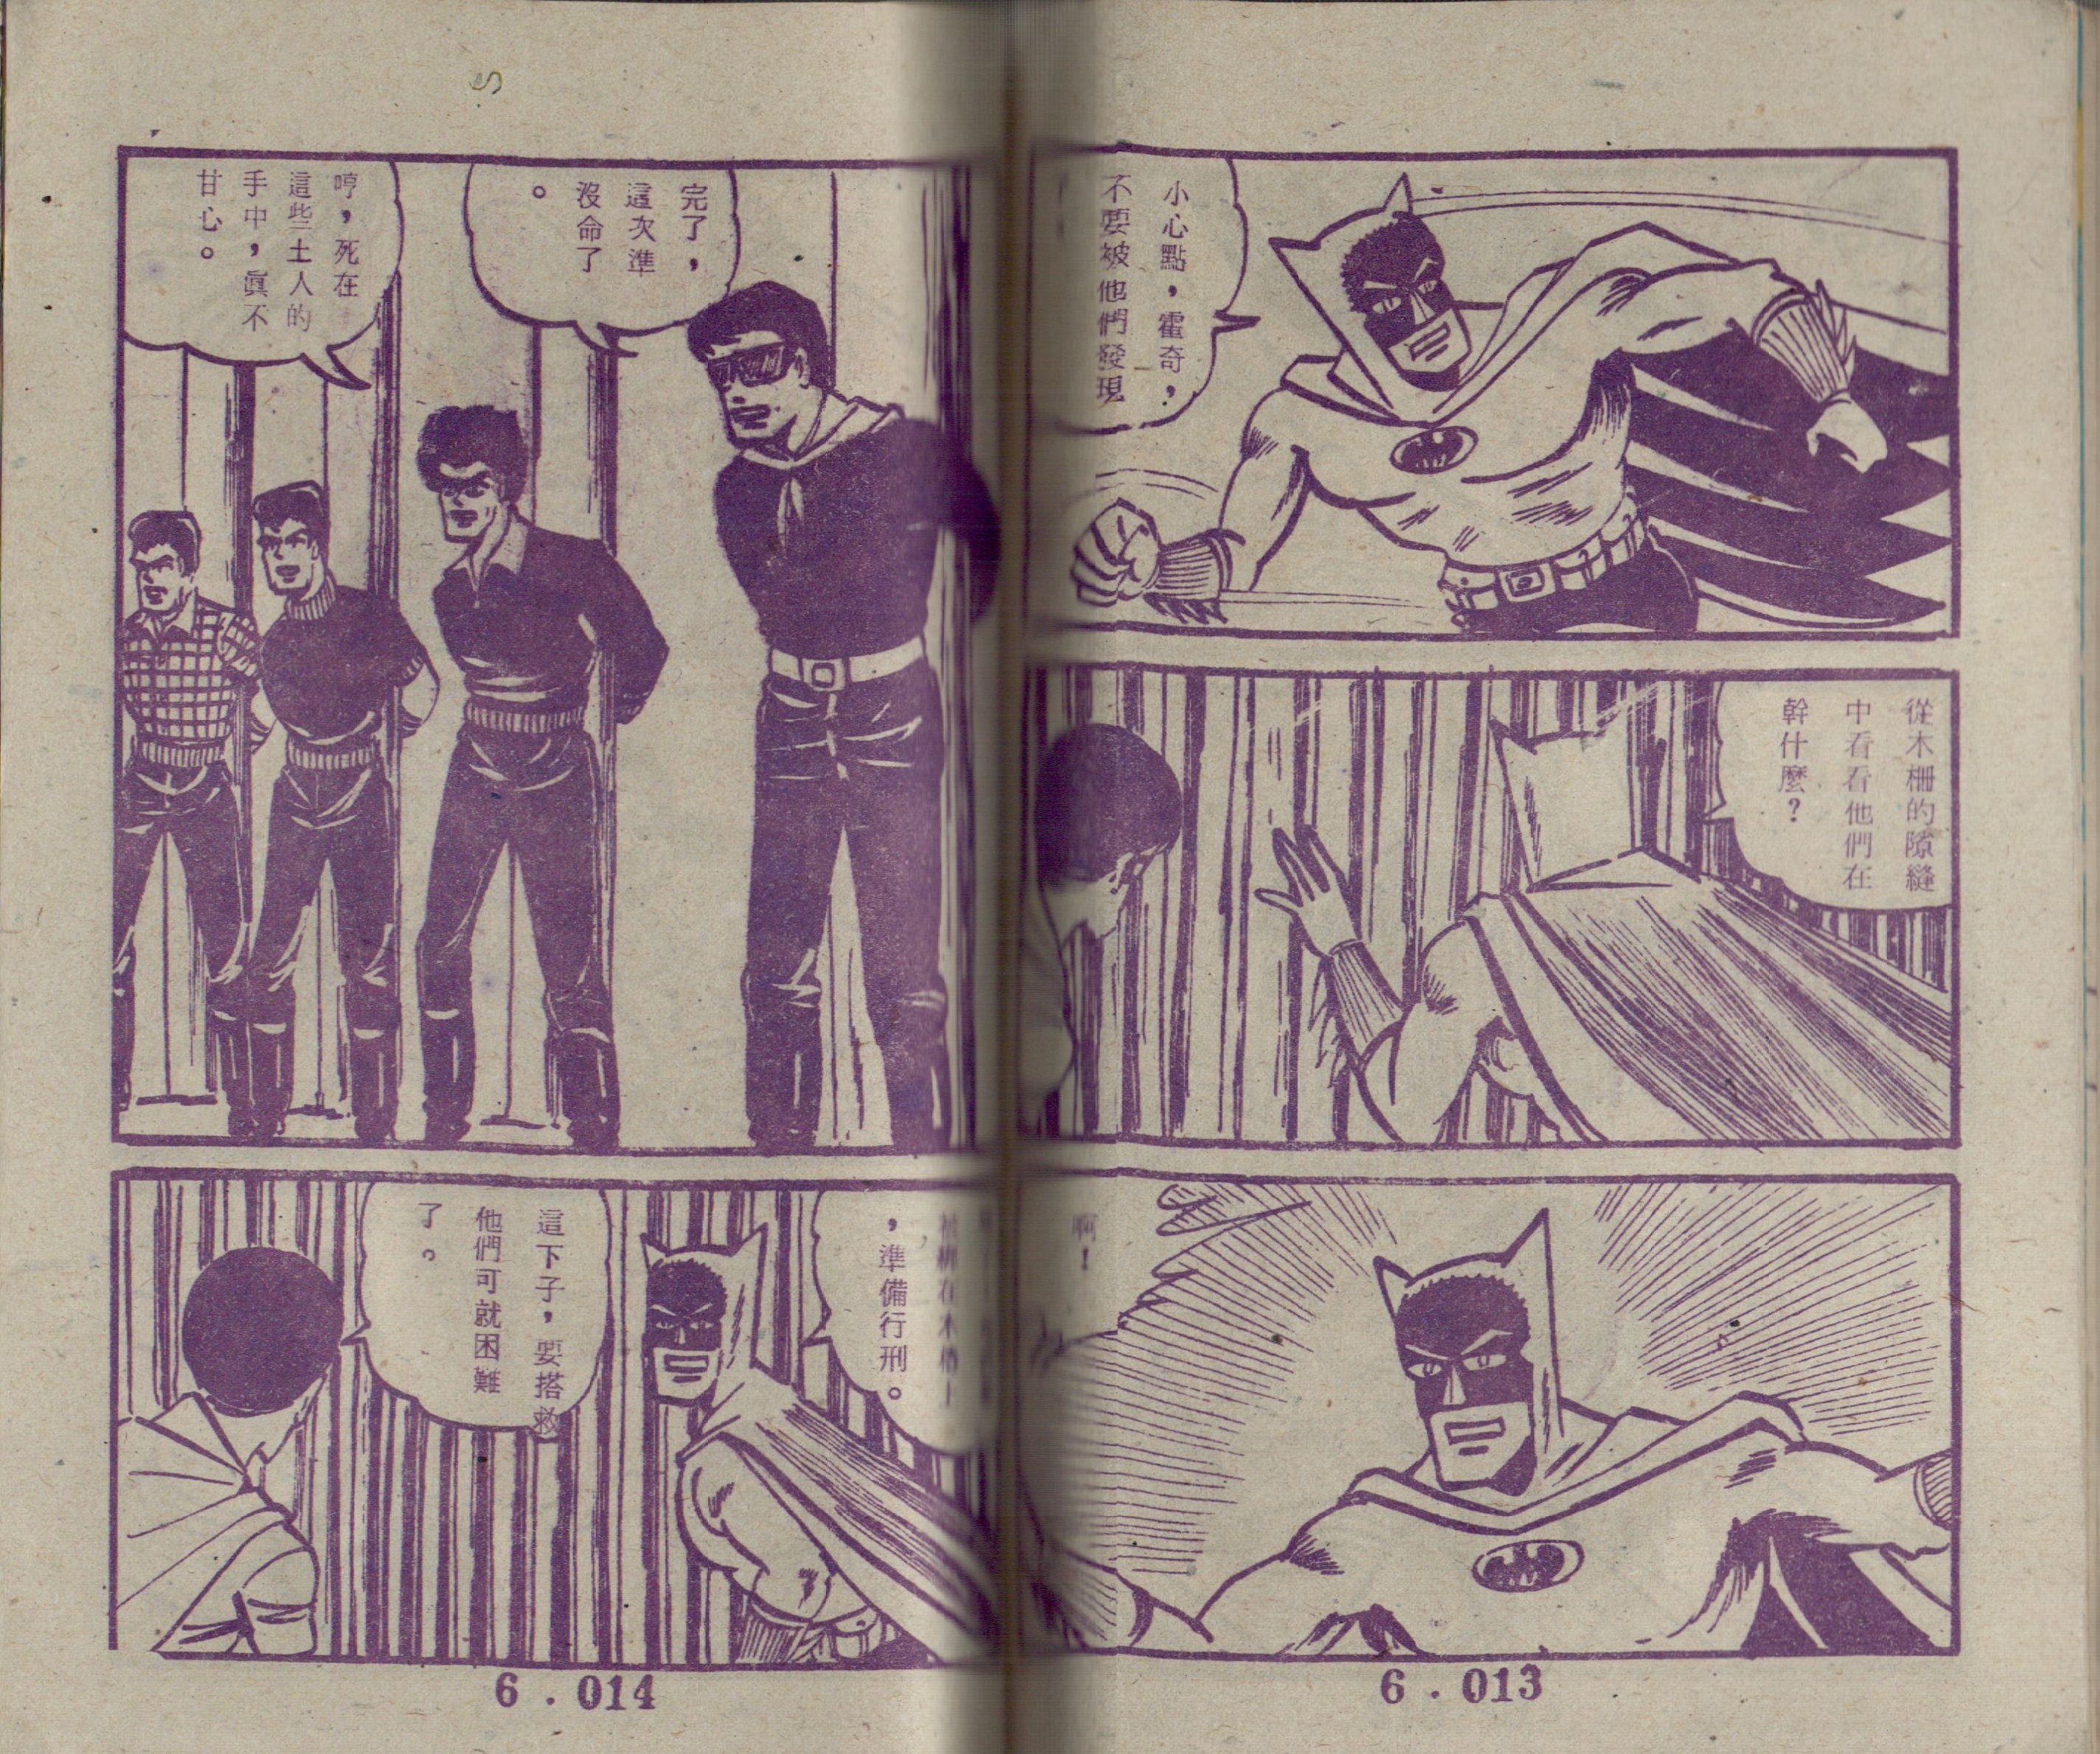 小心點,霍奇,
不要被他們發現
從木柵的隙縫
中看看他們在
幹什麼?
啊!
6.013
完了,
這次準
沒命了
。
哼,死在
這些土人的
手中,眞不
甘心。
,準備行刑。
這下子,要搭救
他們可就困難
了。
6.014